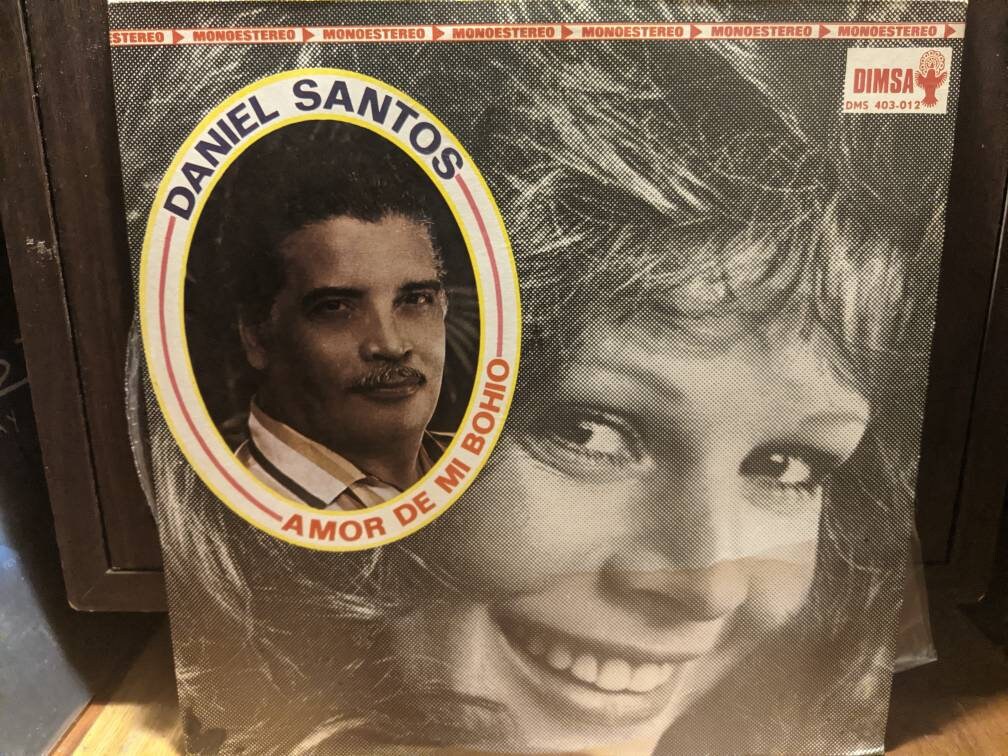 STEREO MONOESTEREO MONOESTEREO MONOESTEREO MONOESTEREO MONOESTEREO MONOESTEREO
DIMSA
DMS 403-012
DANIEL SANTOS
AMOR DE MI BOHIO